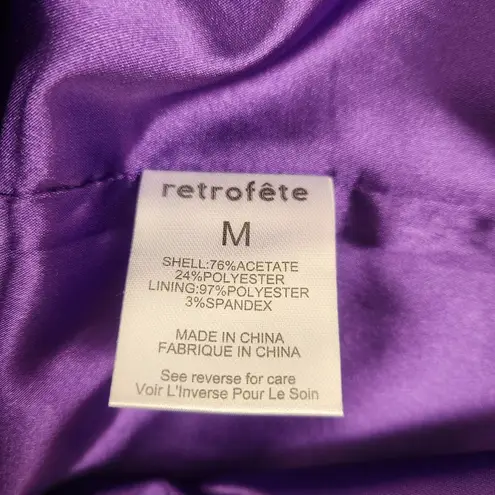 retrofête
M
SHELL:76%ACETATE
24%POLYESTER
LINING:97%POLYESTER
3%SPANDEX
MADE IN CHINA
FABRIQUE IN CHINA
See reverse for care
Voir L'Inverse Pour Le Soin